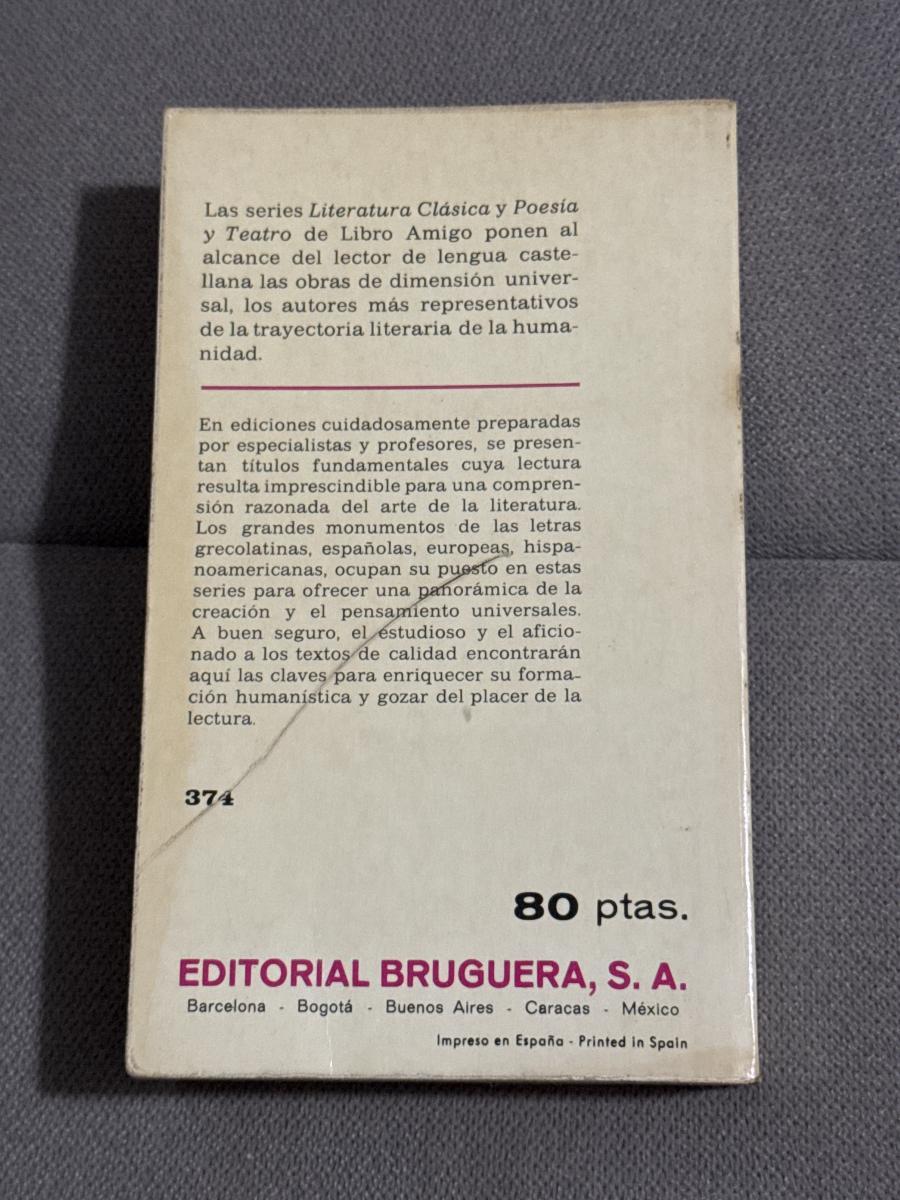 Las series Literatura Clásica y Poesía
y Teatro de Libro Amigo ponen al
alcance del lector de lengua caste-
llana las obras de dimensión univer-
sal, los autores más representativos
de la trayectoria literaria de la huma-
nidad.
En ediciones cuidadosamente preparadas
por especialistas y profesores, se presen-
tan títulos fundamentales cuya lectura
resulta imprescindible para una compren-
sión razonada del arte de la literatura.
Los grandes monumentos de las letras
grecolatinas, españolas, europeas, hispa-
noamericanas, ocupan su puesto en estas
series para ofrecer una panorámica de la
creación y el pensamiento universales.
A buen seguro, el estudioso y el aficio-
nado a los textos de calidad encontrarán
aquí las claves para enriquecer su forma-
ción humanística y gozar del placer de la
lectura.
374
80 ptas.
EDITORIAL BRUGUERA, S. A.
Barcelona - Bogotá - Buenos Aires - Caracas - México
Impreso en España - Printed in Spain